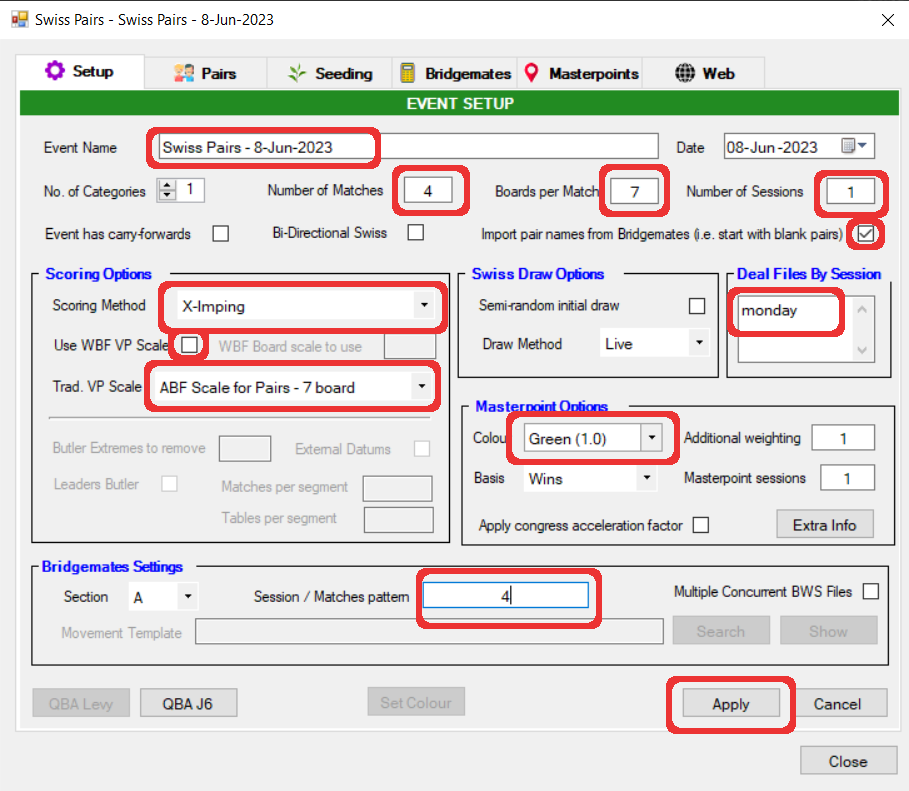 Swiss Pairs - Swiss Pairs - 8-Jun-2023
Setup Pairs Seeding Bridgemates Masterpoints Web
EVENT SETUP
Event Name Swiss Pairs - 8-Jun-2023 Date 08-Jun-2023
No. of Categories 1 Number of Matches 4 Boards per Match 7 Number of Sessions 1
Event has carry-forwards Bi-Directional Swiss Import pair names from Bridgemates (i.e. start with blank pairs)
Scoring Options
Scoring Method X-Imping
Use WBF VP Scale WBF Board scale to use
Trad. VP Scale ABF Scale for Pairs - 7 board
Butler Extremes to remove External Datums
Leaders Butler Matches per segment
Tables per segment
Swiss Draw Options
Semi-random initial draw
Draw Method Live
Deal Files By Session
monday
Masterpoint Options
Colou Green (1.0) Additional weighting 1
Basis Wins Masterpoint sessions 1
Apply congress acceleration factor Extra Info
Bridgemates Settings
Section A Session / Matches pattern 4 Multiple Concurrent BWS Files
Movement Template Search Show
QBA Levy QBA J6 Set Colour Apply Cancel
Close